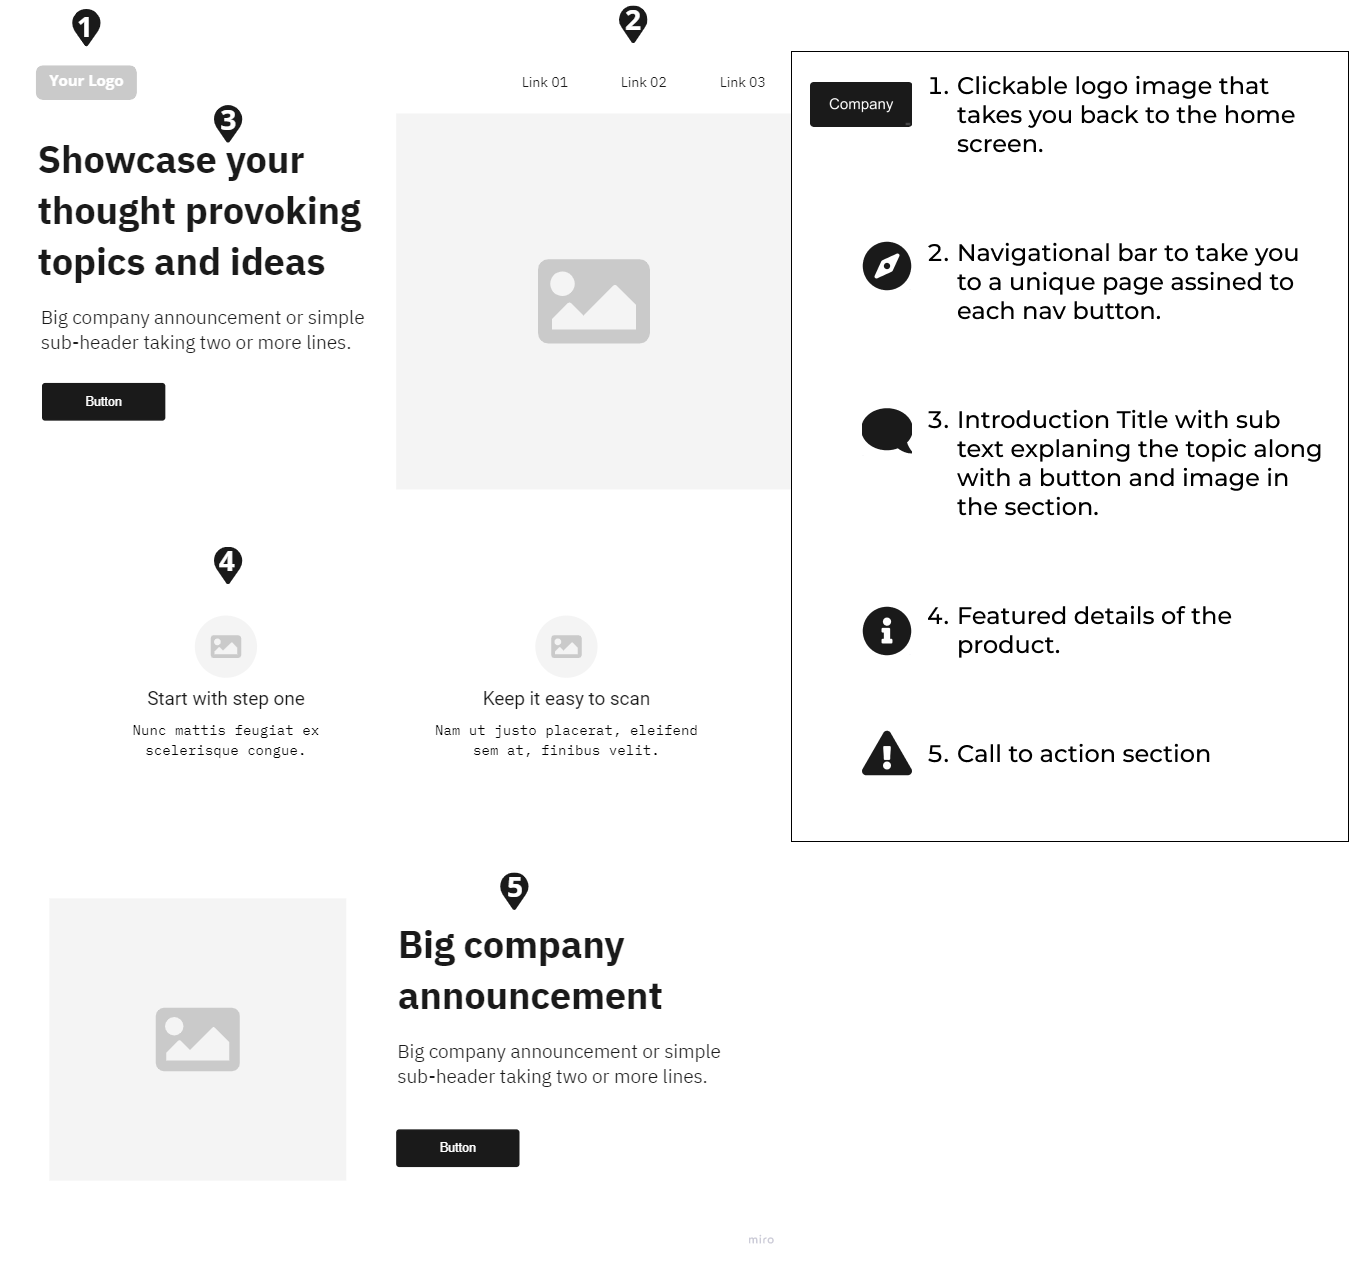 1
2
Your Logo
Link 01 Link 02 Link 03
3
Showcase your
thought provoking
topics and ideas
Big company announcement or simple
sub-header taking two or more lines.
Button
4
Start with step one
Nunc mattis feugiat ex
scelerisque congue.
Keep it easy to scan
Nam ut justo placerat, eleifend
sem at, finibus velit.
5
Big company
announcement
Big company announcement or simple
sub-header taking two or more lines.
Button
miro
Company
1. Clickable logo image that
takes you back to the home
screen.
2. Navigational bar to take you
to a unique page assined to
each nav button.
3. Introduction Title with sub
text explaning the topic along
with a button and image in
the section.
4. Featured details of the
product.
5. Call to action section